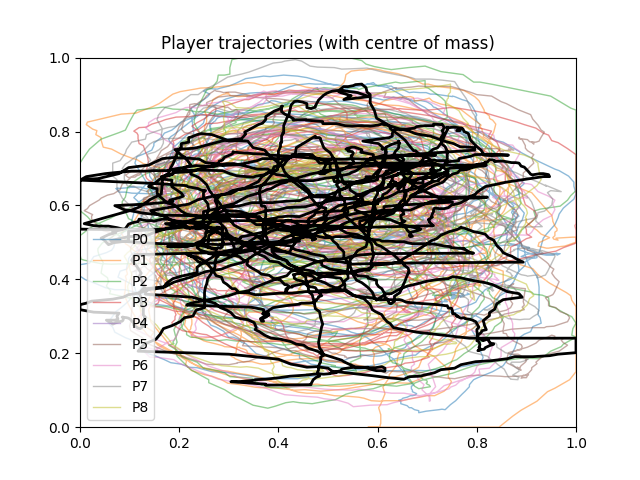 Player trajectories (with centre of mass)
1.0
0.8
0.6
0.4
0.2
0.0
P0
P1
P2
P3
P4
P5
P6
P7
P8
0.0 0.2 0.4 0.6 0.8 1.0